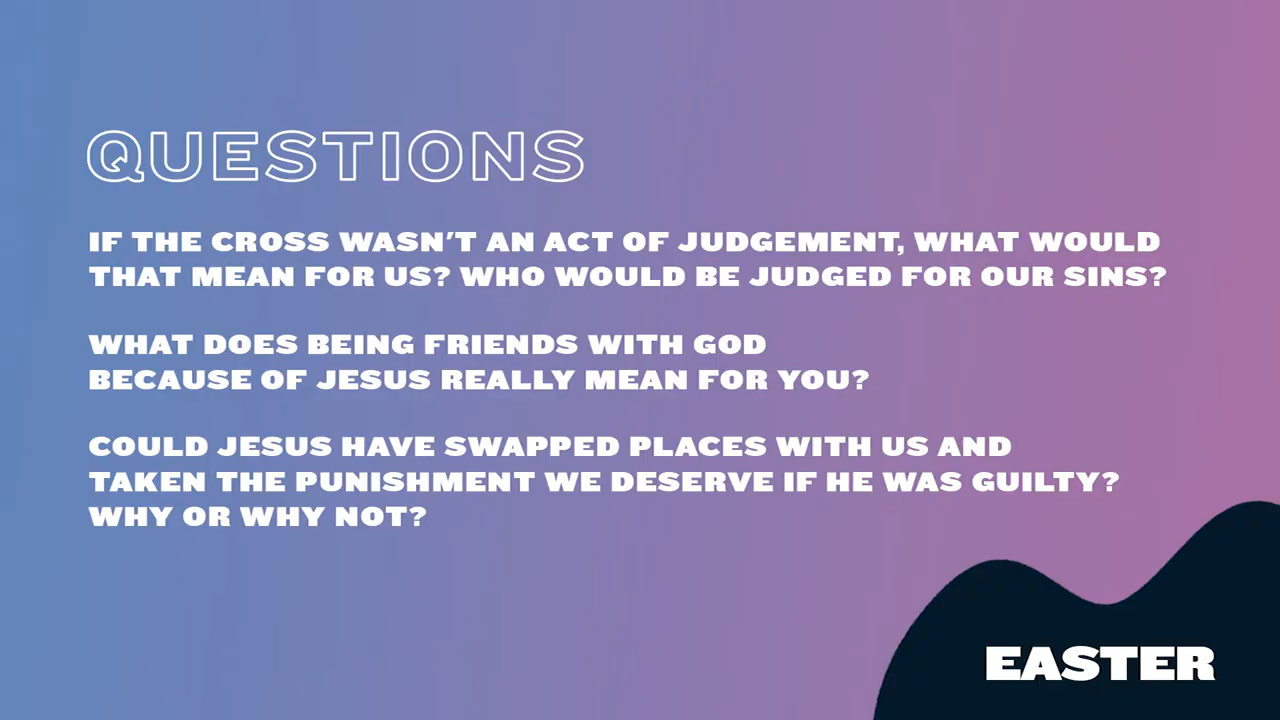 QUESTIONS
IF THE CROSS WASN'T AN ACT OF JUDGEMENT, WHAT WOULD
THAT MEAN FOR US? WHO WOULD BE JUDGED FOR OUR SINS?
WHAT DOES BEING FRIENDS WITH GOD
BECAUSE OF JESUS REALLY MEAN FOR YOU?
COULD JESUS HAVE SWAPPED PLACES WITH US AND
TAKEN THE PUNISHMENT WE DESERVE IF HE WAS GUILTY?
WHY OR WHY NOT?
EASTER